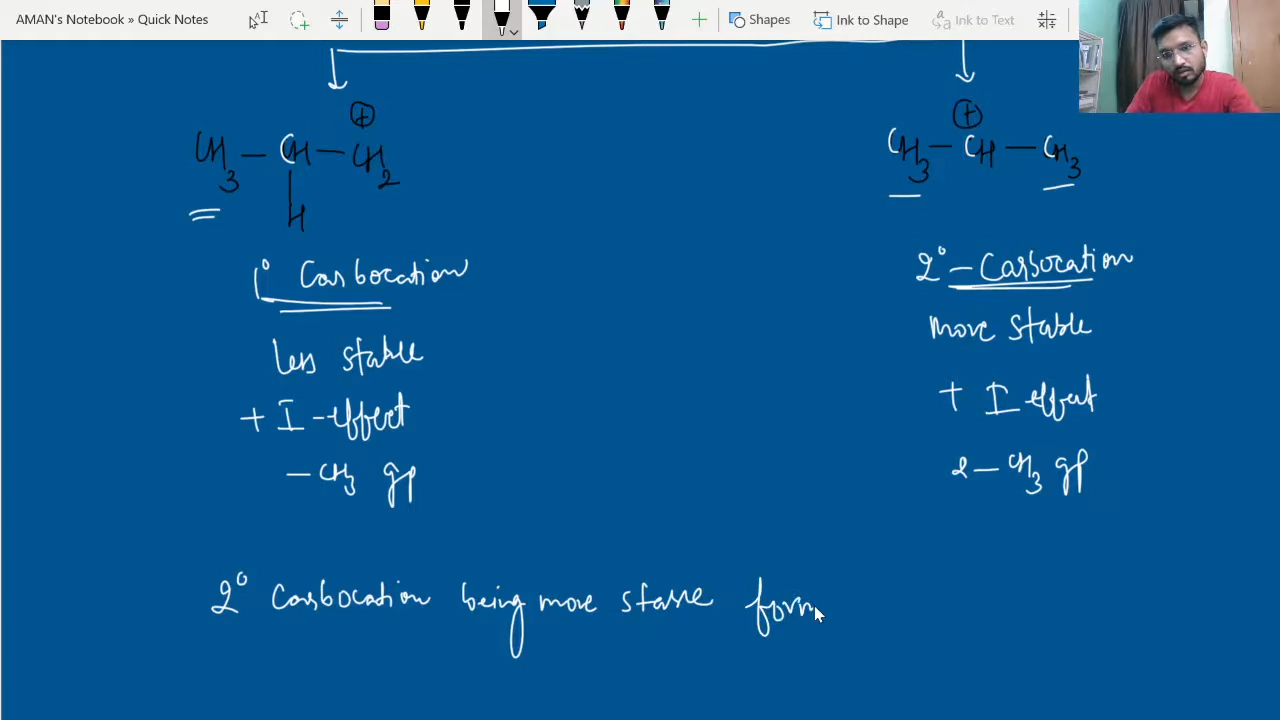 AMAN's Notebook » Quick Notes
Shapes
Ink to Shape
Ink to Text
CH3 — CH — CH2
+
H
CH3 — CH — CH3
+
1° Carbocation
2° - Carbocation
less stable
more stable
+ I - effect
+ I effect
- CH3 gp
2 - CH3 gp
2° Carbocation being more stable form